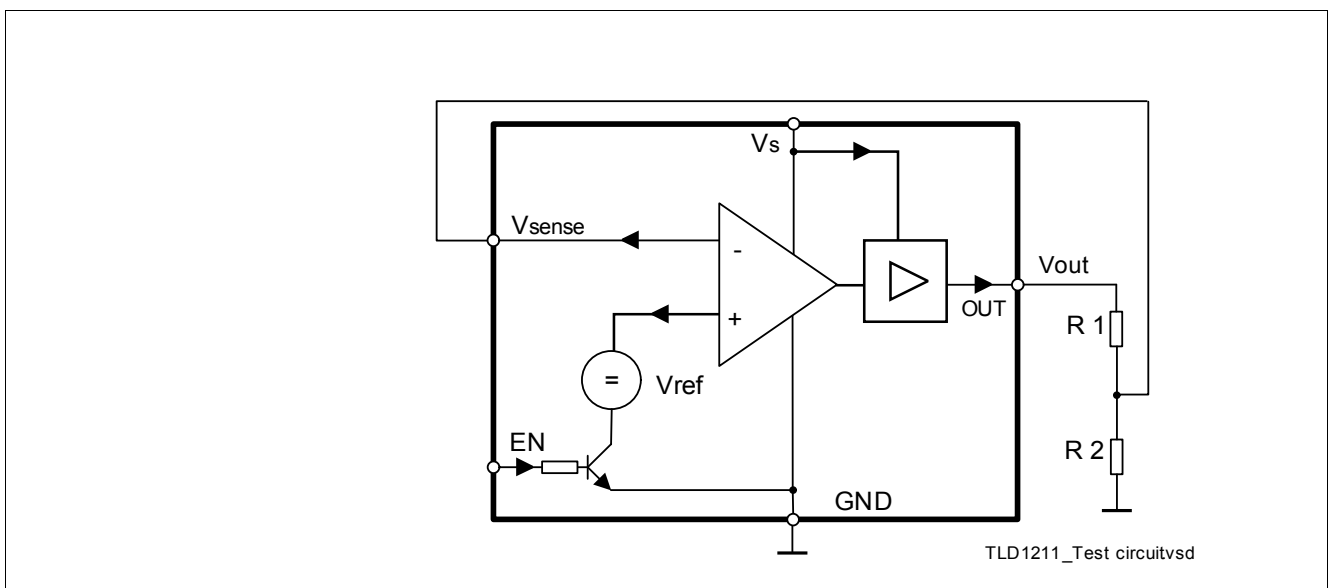 Vs
Vsense
-
+
=
Vref
EN
GND
OUT
Vout
R 1
R 2
TLD1211_Test circuitvsd